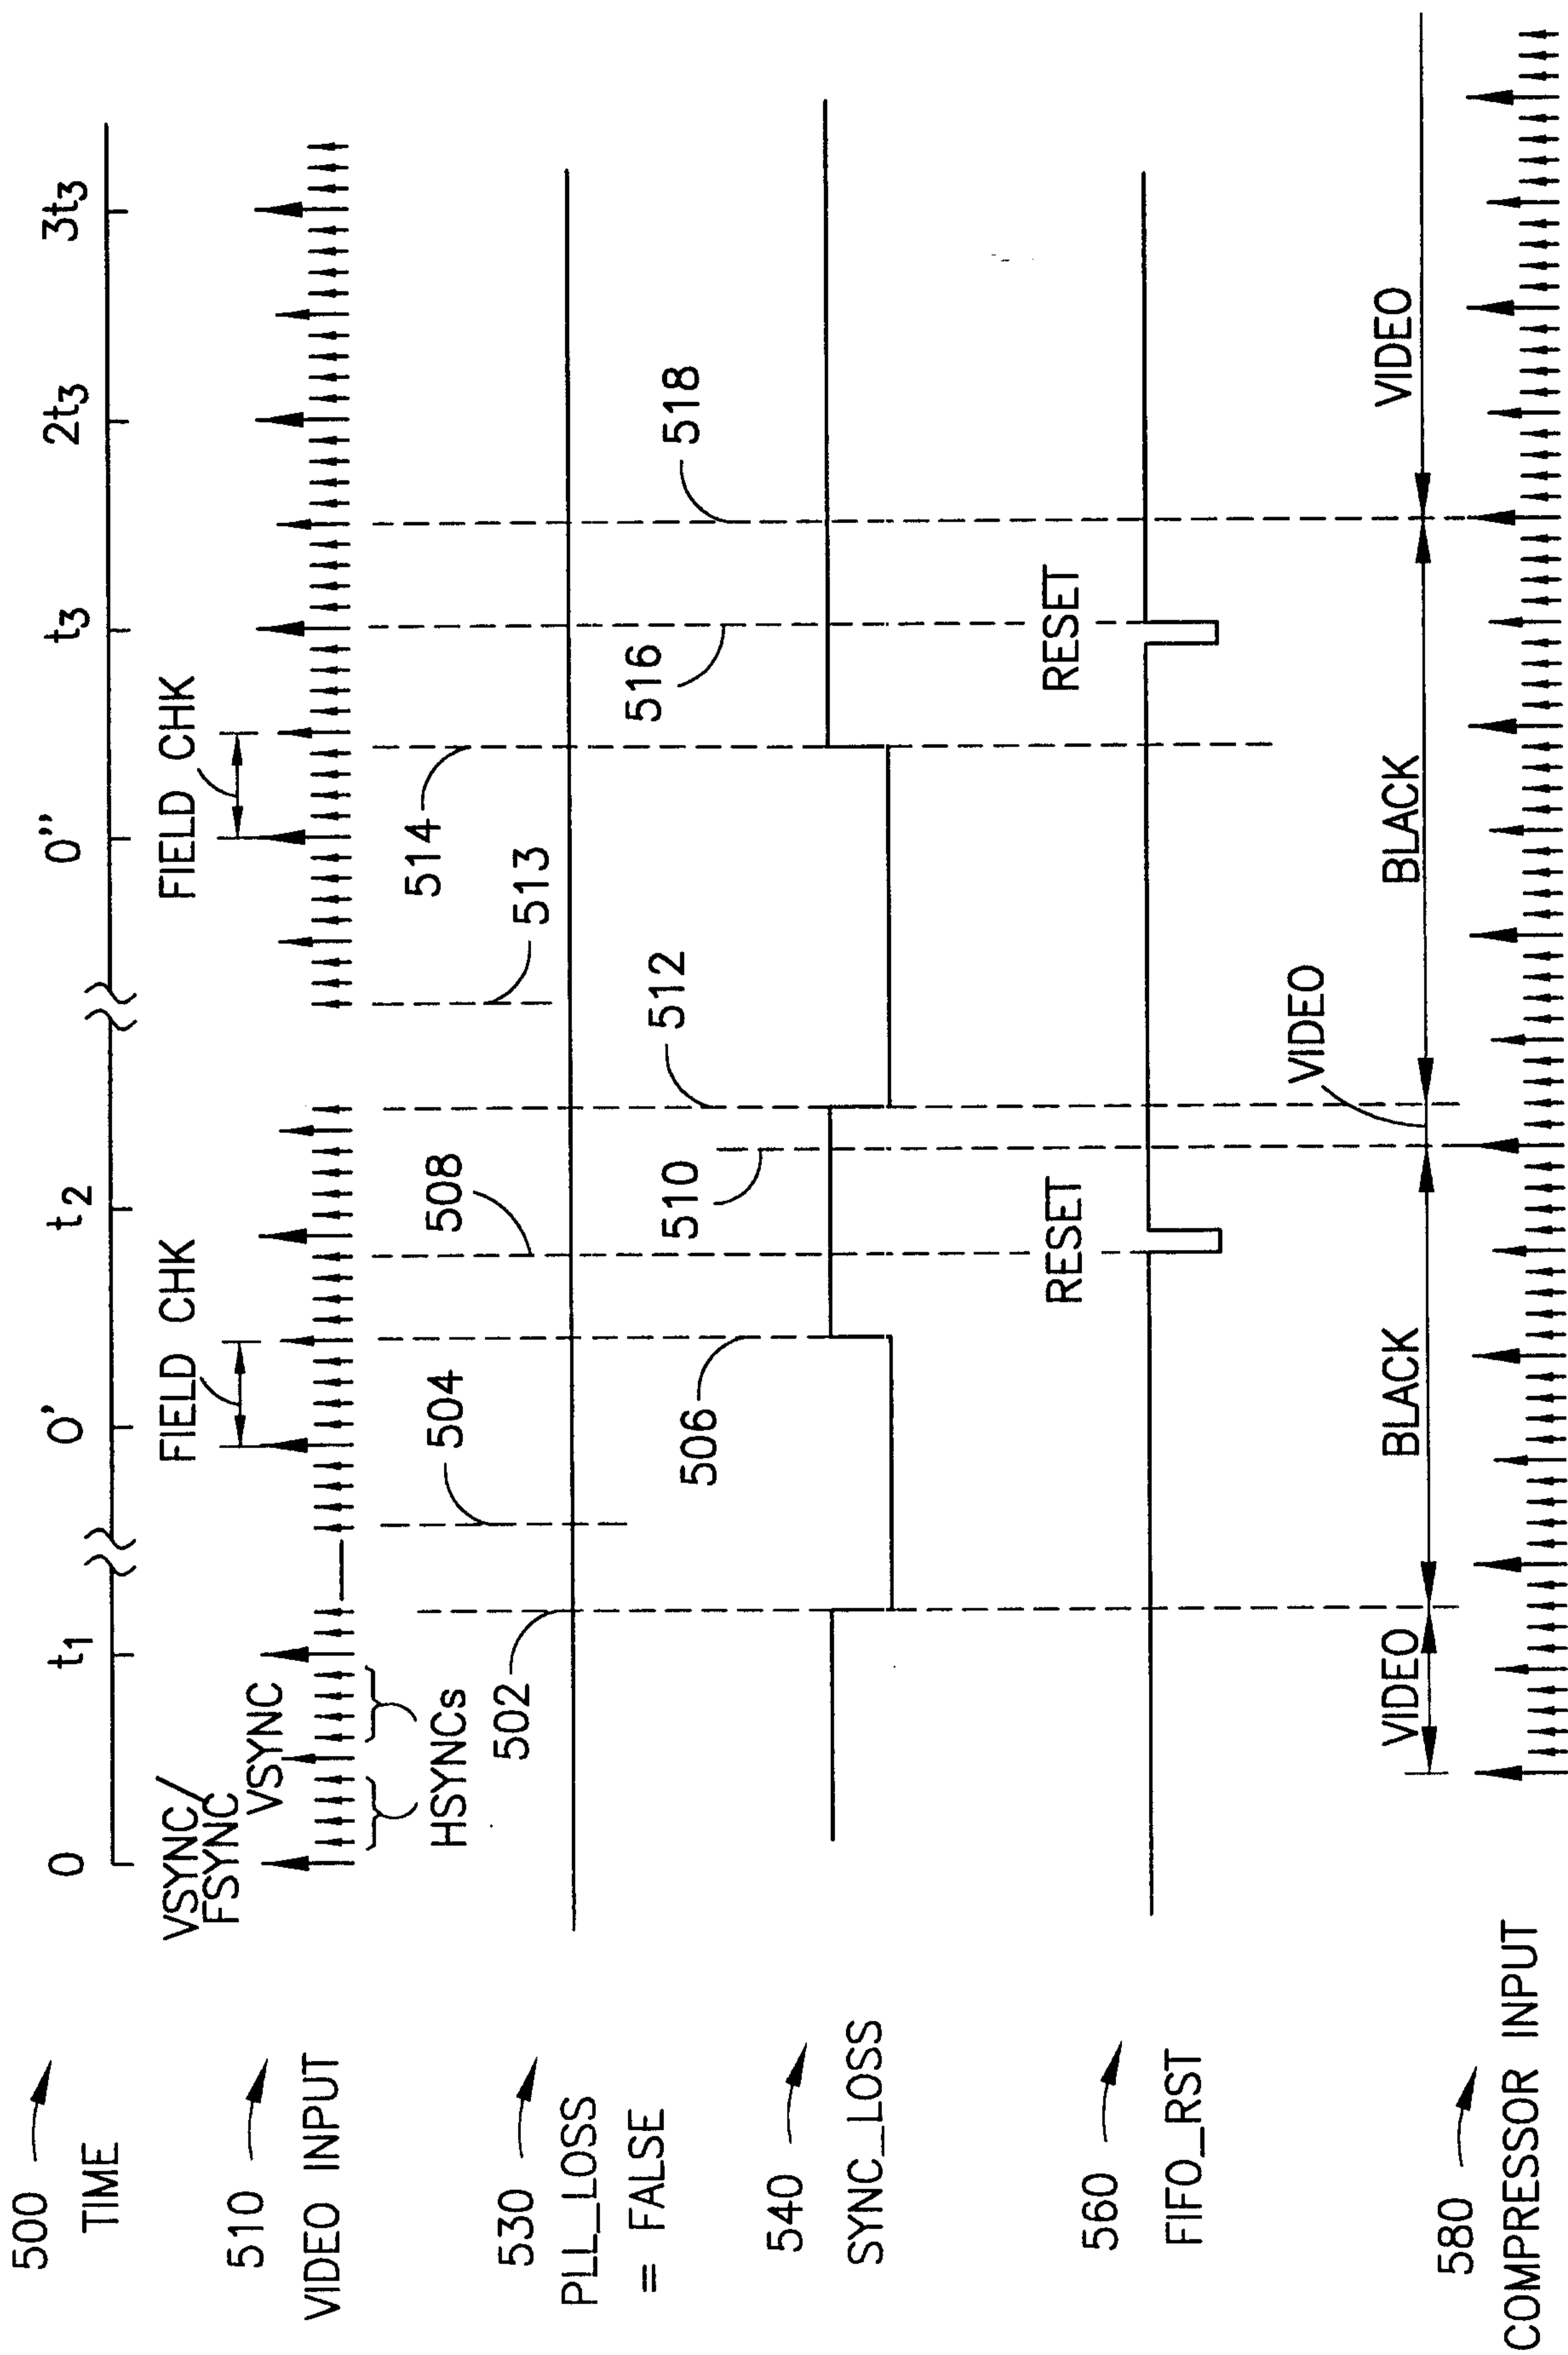 500
TIME
0
t1
0'
t2
0''
t3
2t3
3t3
510
VIDEO INPUT
VSYNC/
FSYNC
VSYNC
HSYNCs
FIELD CHK
FIELD CHK
530
PLL_LOSS
= FALSE
502
504
508
514
513
540
SYNC_LOSS
506
510
512
516
518
560
FIFO_RST
RESET
RESET
580
COMPRESSOR INPUT
VIDEO
BLACK
VIDEO
BLACK
VIDEO